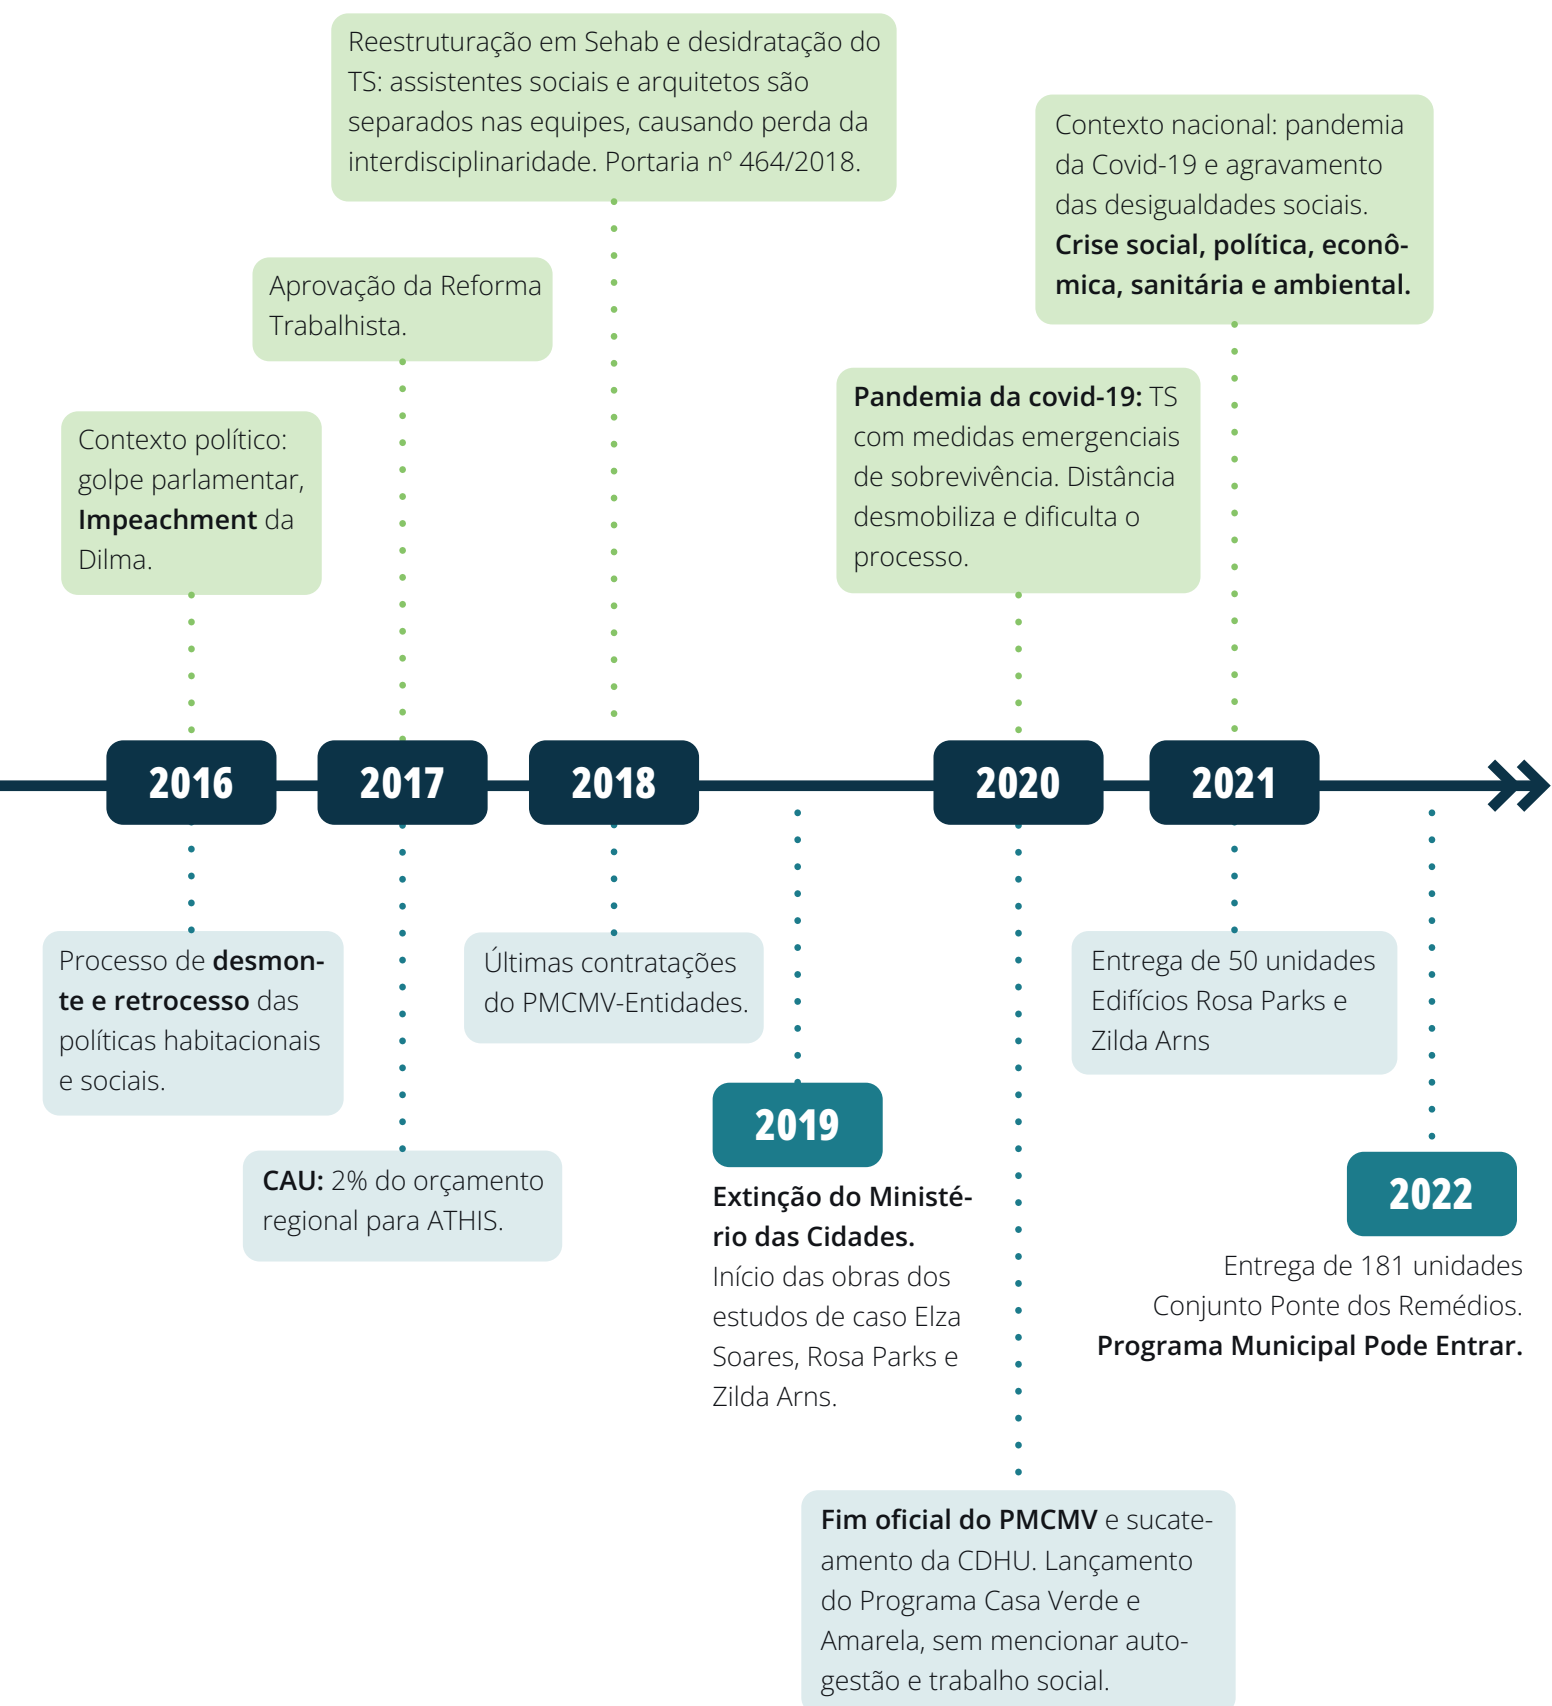 Reestruturação em Sehab e desidratação do
TS: assistentes sociais e arquitetos são
separados nas equipes, causando perda da
interdisciplinaridade. Portaria nº 464/2018.
Contexto nacional: pandemia
da Covid-19 e agravamento
das desigualdades sociais.
Crise social, política, econô-
mica, sanitária e ambiental.
Aprovação da Reforma
Trabalhista.
Pandemia da covid-19: TS
com medidas emergenciais
de sobrevivência. Distância
desmobiliza e dificulta o
processo.
Contexto político:
golpe parlamentar,
Impeachment da
Dilma.
2016
2017
2018
2020
2021
Processo de desmon-
te e retrocesso das
políticas habitacionais
e sociais.
Últimas contratações
do PMCMV-Entidades.
Entrega de 50 unidades
Edifícios Rosa Parks e
Zilda Arns
CAU: 2% do orçamento
regional para ATHIS.
2019
Extinção do Ministé-
rio das Cidades.
Início das obras dos
estudos de caso Elza
Soares, Rosa Parks e
Zilda Arns.
2022
Entrega de 181 unidades
Conjunto Ponte dos Remédios.
Programa Municipal Pode Entrar.
Fim oficial do PMCMV e sucate-
amento da CDHU. Lançamento
do Programa Casa Verde e
Amarela, sem mencionar auto-
gestão e trabalho social.